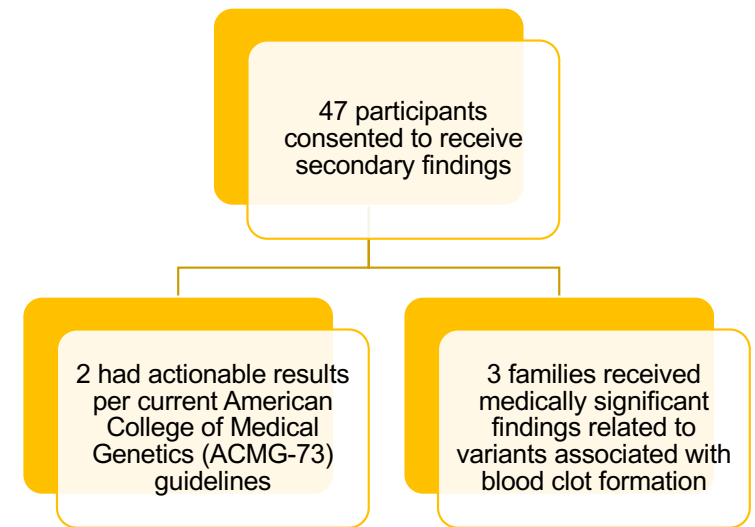 47 participants
consented to receive
secondary findings
2 had actionable results
per current American
College of Medical
Genetics (ACMG-73)
guidelines
3 families received
medically significant
findings related to
variants associated with
blood clot formation